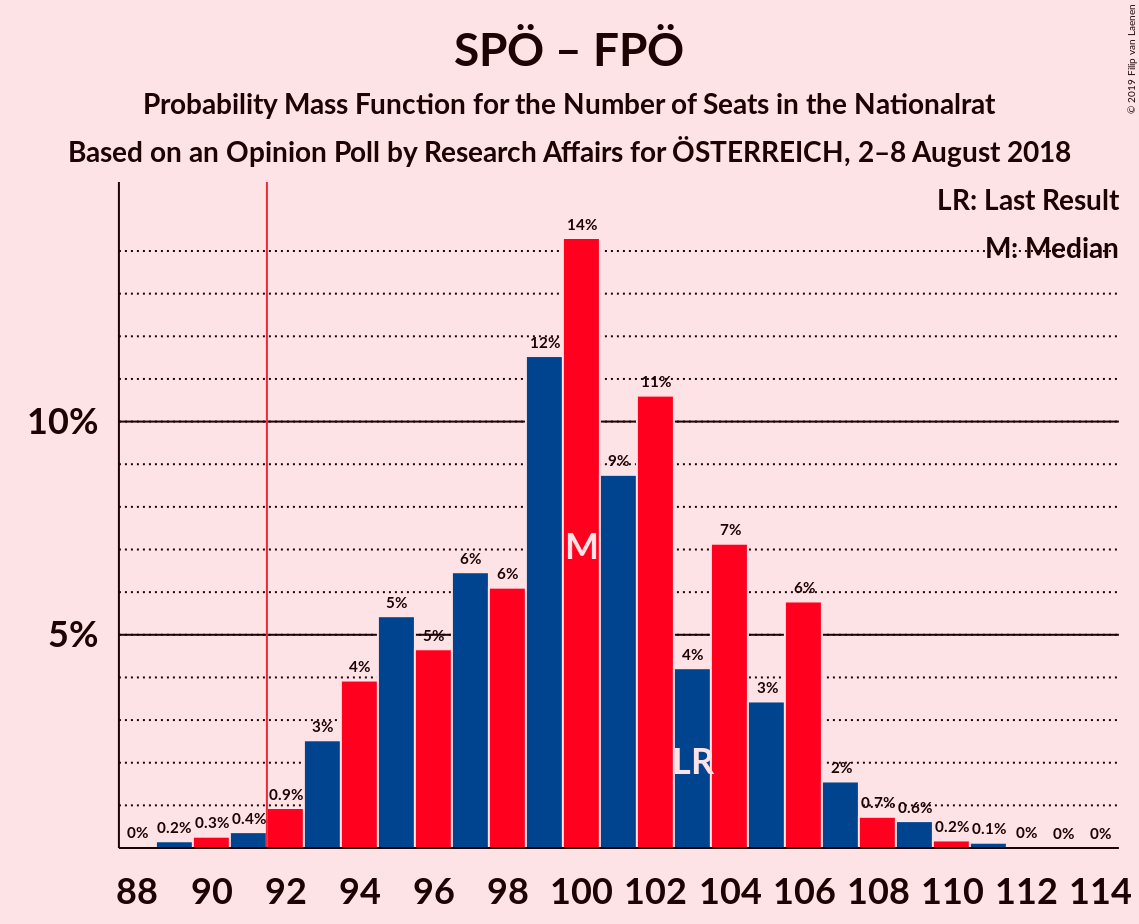 SPÖ – FPÖ
Probability Mass Function for the Number of Seats in the Nationalrat
Based on an Opinion Poll by Research Affairs for ÖSTERREICH, 2–8 August 2018
© 2019 Filip van Laenen
LR: Last Result
M: Median
10%
5%
0% 0.2% 0.3% 0.4% 0.9% 3% 4% 5% 5% 6% 6% 12% 14% 9% 11% 4% 7% 3% 6% 2% 0.7% 0.6% 0.2% 0.1% 0% 0% 0%
M
LR
88 90 92 94 96 98 100 102 104 106 108 110 112 114